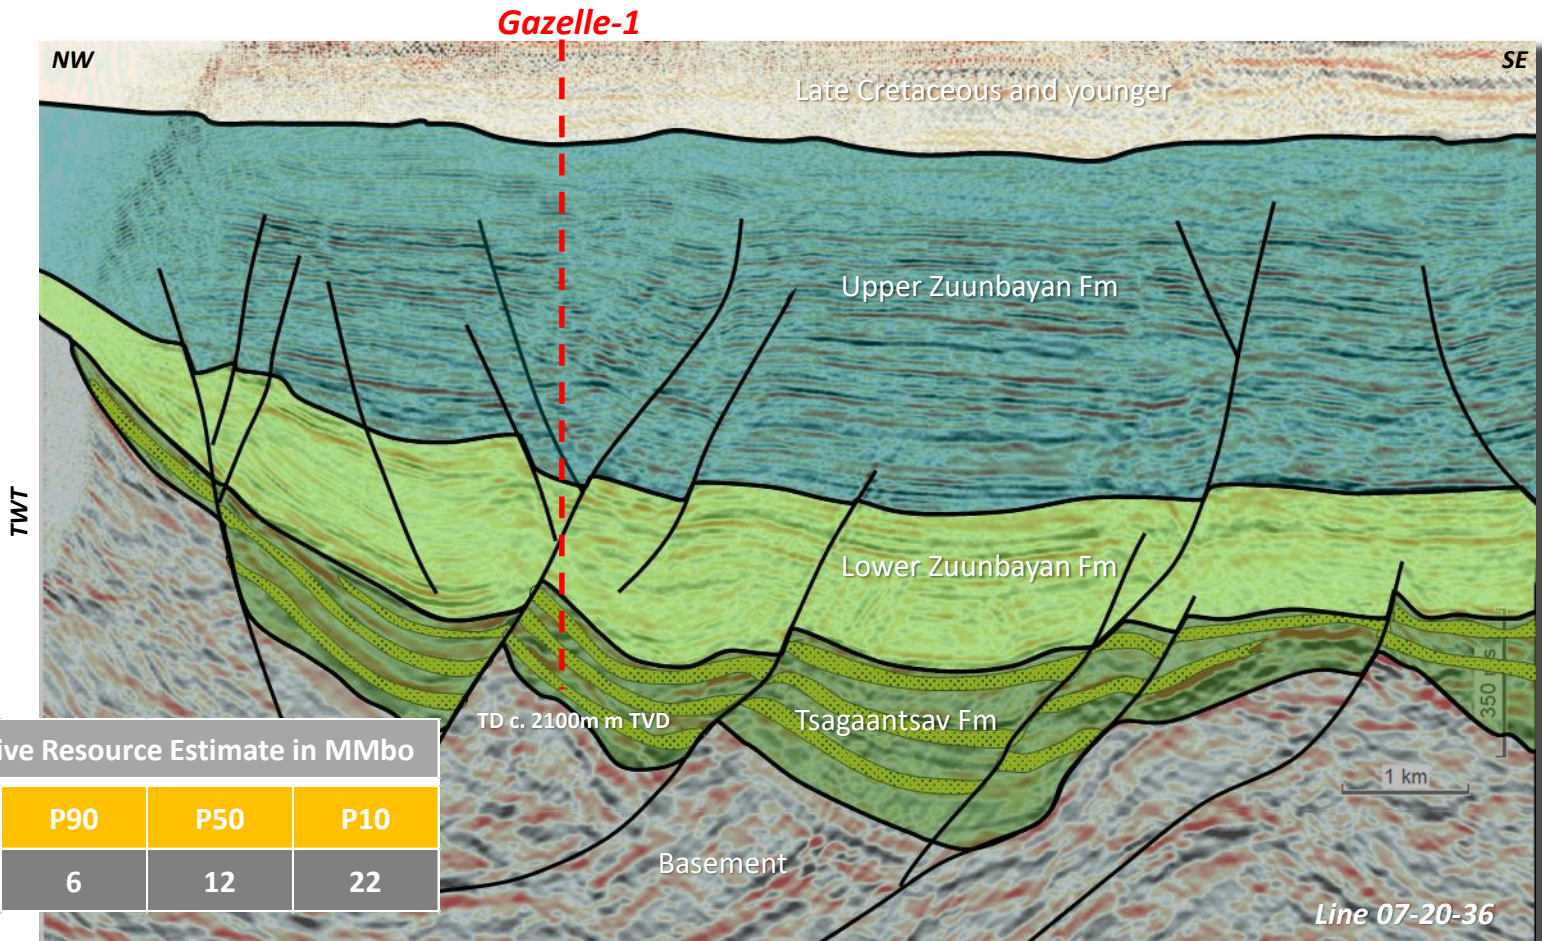 Gazelle-1
NW
SE
Late Cretaceous and younger
Upper Zuunbayan Fm
TWT
Lower Zuunbayan Fm
TD c. 2100m m TVD
Tsagaantsav Fm
350 ms
1 km
ive Resource Estimate in MMbo
P90 P50 P10
6 12 22
Basement
Line 07-20-36